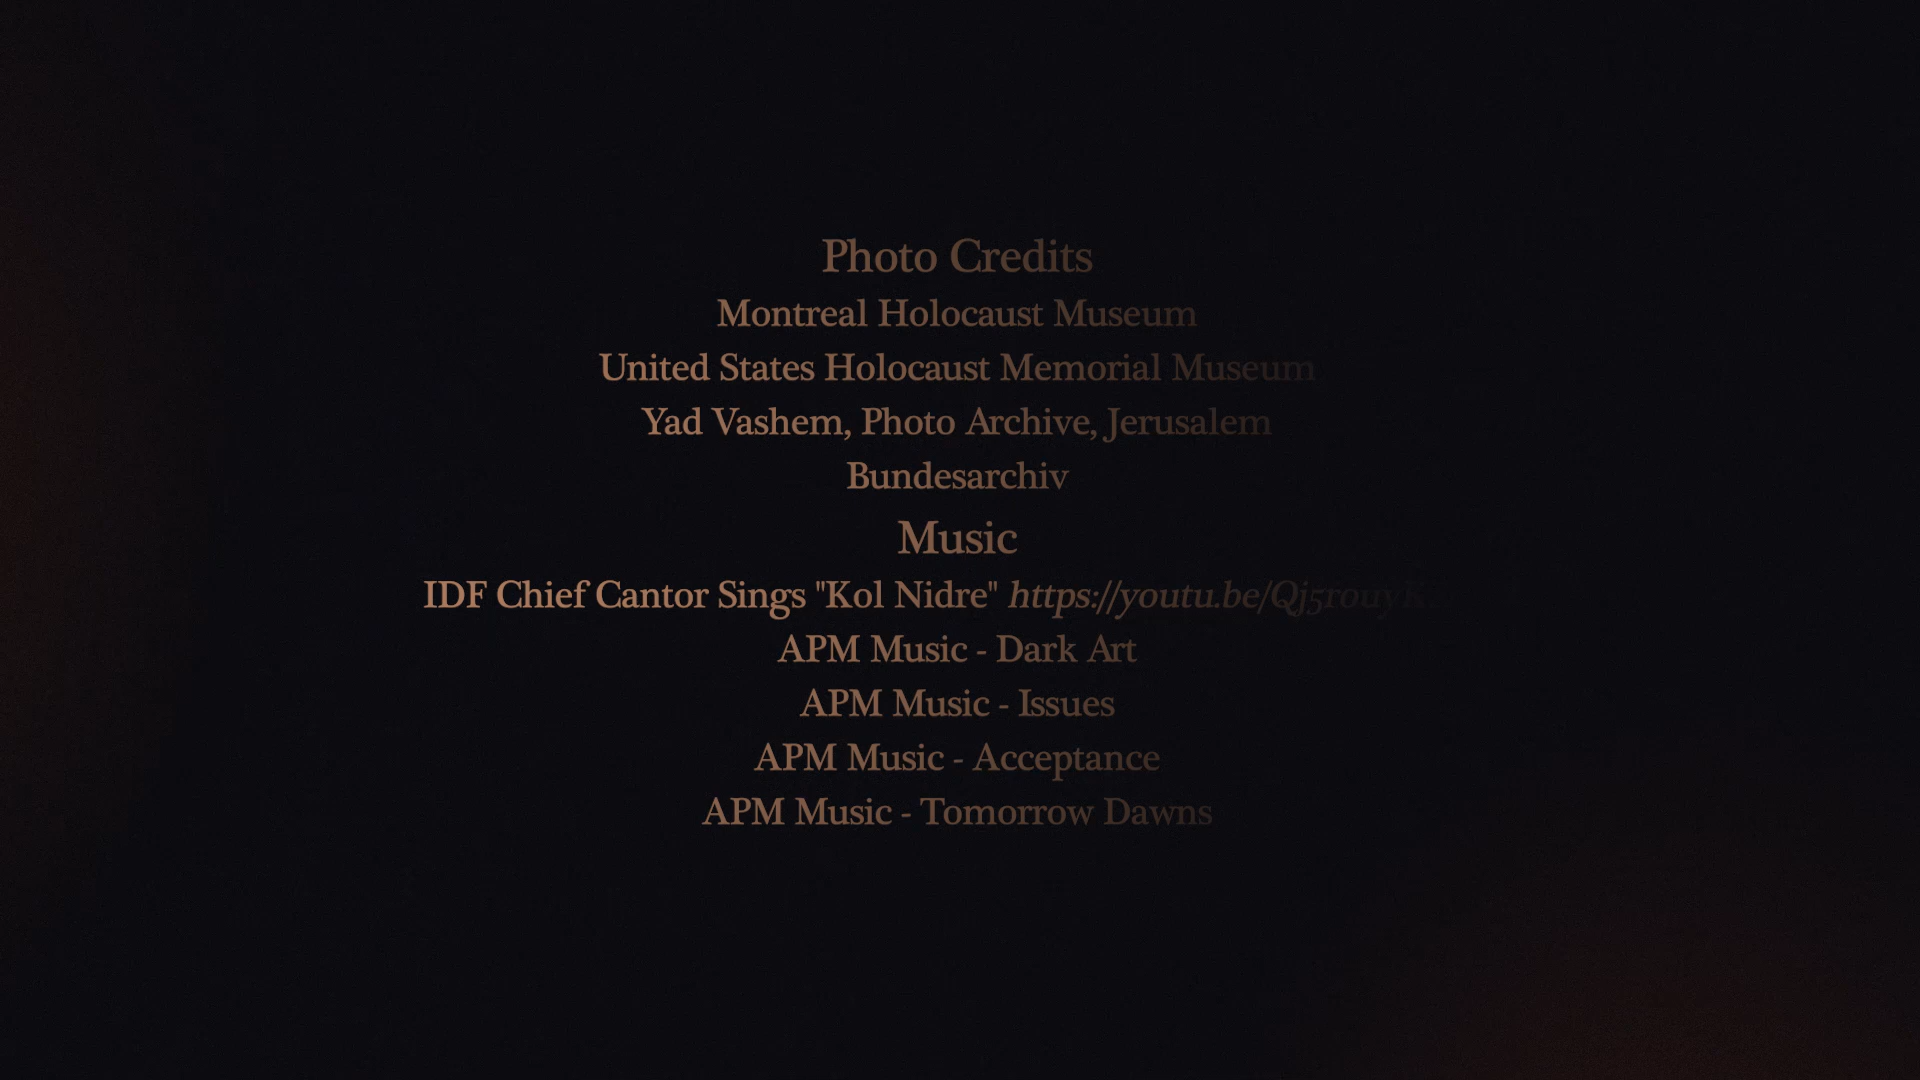 Photo Credits
Montreal Holocaust Museum
United States Holocaust Memorial Museum
Yad Vashem, Photo Archive, Jerusalem
Bundesarchiv
Music
IDF Chief Cantor Sings "Kol Nidre"
APM Music - Dark Art
APM Music - Issues
APM Music - Acceptance
APM Music - Tomorrow Dawns